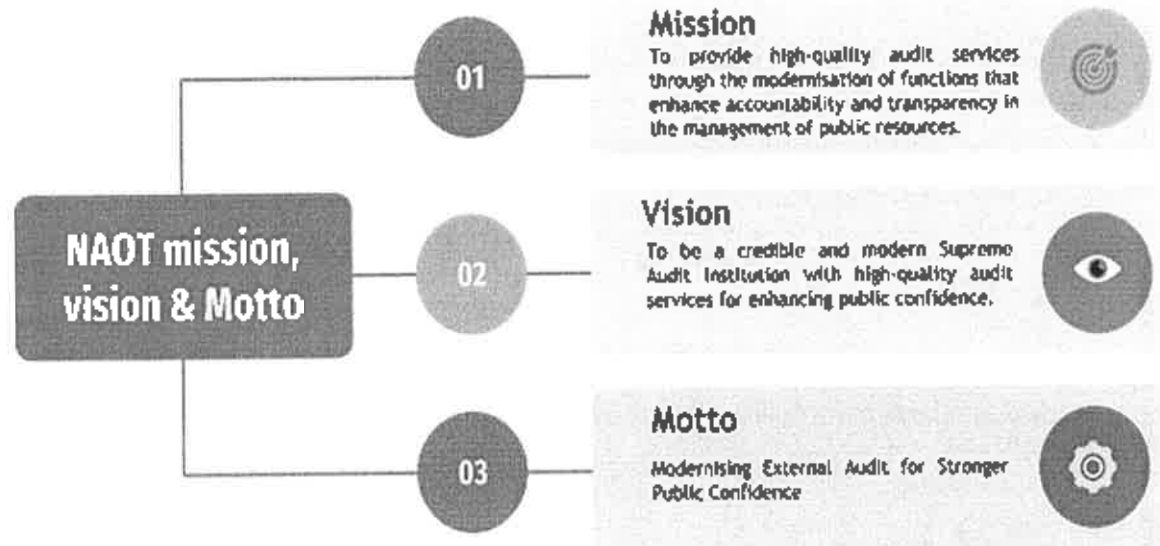 NAOT mission,
vision & Motto
01
Mission
To provide high-quality audit services
through the modernisation of functions that
enhance accountability and transparency in
the management of public resources.
02
Vision
To be a credible and modern Supreme
Audit Institution with high-quality audit
services for enhancing public confidence.
03
Motto
Modernising External Audit for Stronger
Public Confidence